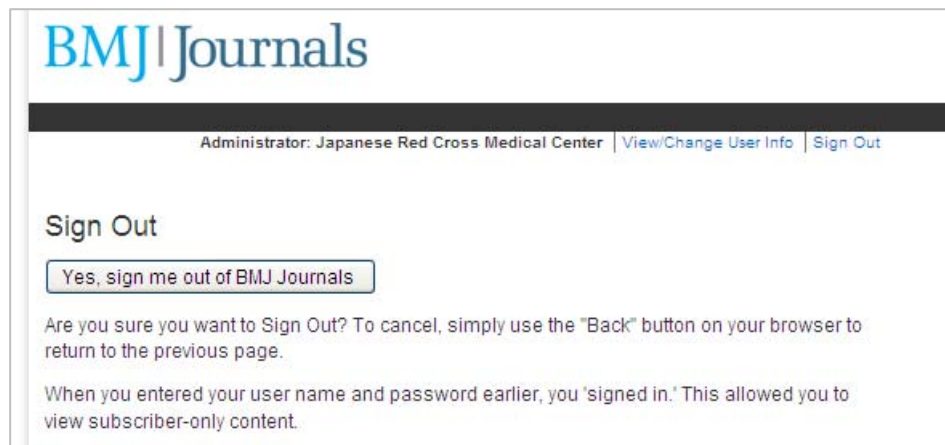 BMJ|Journals
Administrator: Japanese Red Cross Medical Center | View/Change User Info | Sign Out
Sign Out
Yes, sign me out of BMJ Journals
Are you sure you want to Sign Out? To cancel, simply use the "Back" button on your browser to
return to the previous page.
When you entered your user name and password earlier, you 'signed in.' This allowed you to
view subscriber-only content.